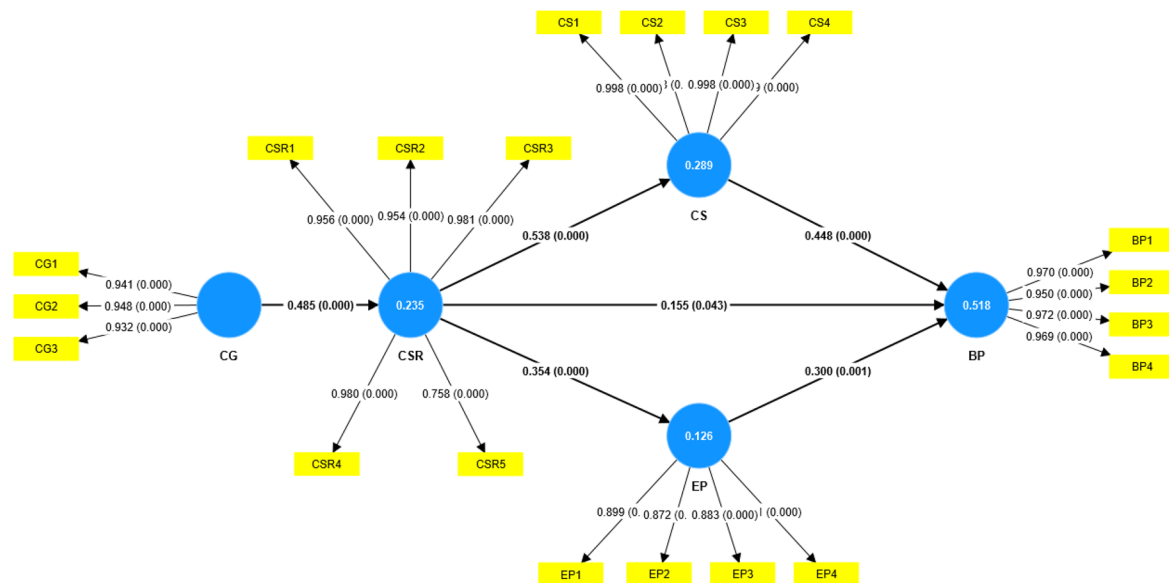 CS1 CS2 CS3 CS4
0.998 (0.000) 0.998 (0.000) (0.000)
CSR1 CSR2 CSR3
0.289
CS
0.956 (0.000) 0.954 (0.000) 0.981 (0.000)
0.538 (0.000) 0.448 (0.000)
CG1
CG2
CG3
0.941 (0.000)
0.948 (0.000)
0.932 (0.000)
CG
0.485 (0.000)
0.235
CSR
0.155 (0.043)
0.518
BP
0.970 (0.000)
0.950 (0.000)
0.972 (0.000)
0.969 (0.000)
BP1
BP2
BP3
BP4
0.354 (0.000) 0.300 (0.001)
0.980 (0.000) 0.758 (0.000)
CSR4 CSR5
0.126
EP
0.899 0.872 0.883 (0.000) (0.000)
EP1 EP2 EP3 EP4